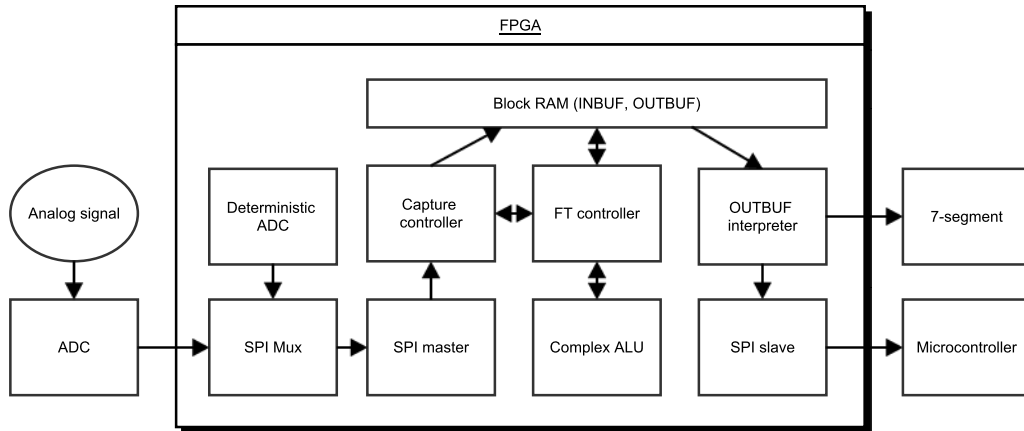 FPGA
Block RAM (INBUF, OUTBUF)
Analog signal
Deterministic
ADC
Capture
controller
FT controller
OUTBUF
interpreter
7-segment
ADC
SPI Mux
SPI master
Complex ALU
SPI slave
Microcontroller